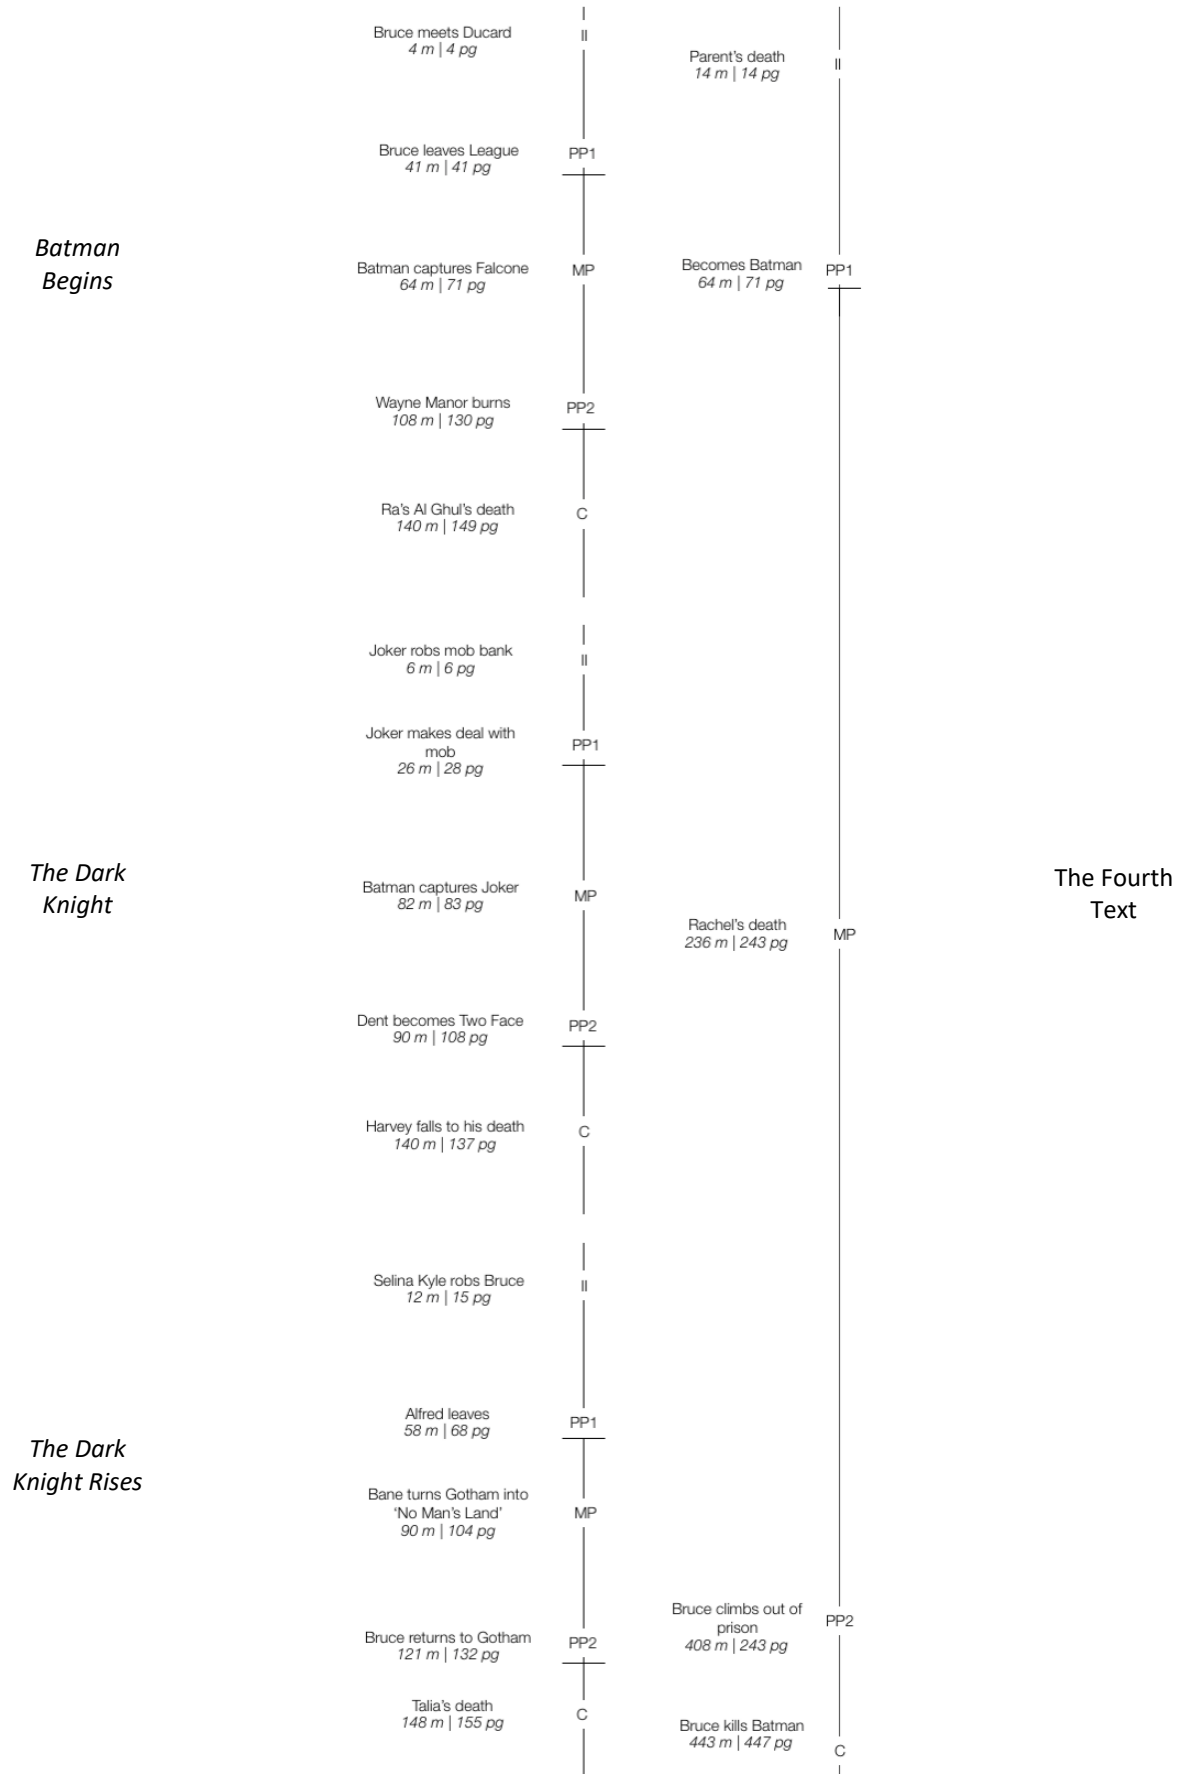 Bruce meets Ducard
4 m | 4 pg
II
Parent's death
14 m | 14 pg
II
Bruce leaves League
41 m | 41 pg
PP1
Batman
Begins
Batman captures Falcone
64 m | 71 pg
MP
Becomes Batman
64 m | 71 pg
PP1
Wayne Manor burns
108 m | 130 pg
PP2
Ra's Al Ghul's death
140 m | 149 pg
C
Joker robs mob bank
6 m | 6 pg
II
Joker makes deal with
mob
26 m | 28 pg
PP1
The Dark
Knight
Batman captures Joker
82 m | 83 pg
MP
The Fourth
Text
Rachel's death
236 m | 243 pg
MP
Dent becomes Two Face
90 m | 108 pg
PP2
Harvey falls to his death
140 m | 137 pg
C
Selina Kyle robs Bruce
12 m | 15 pg
II
Alfred leaves
58 m | 68 pg
PP1
The Dark
Knight Rises
Bane turns Gotham into
'No Man's Land'
90 m | 104 pg
MP
Bruce climbs out of
prison
408 m | 243 pg
PP2
Bruce returns to Gotham
121 m | 132 pg
PP2
Talia's death
148 m | 155 pg
C
Bruce kills Batman
443 m | 447 pg
C